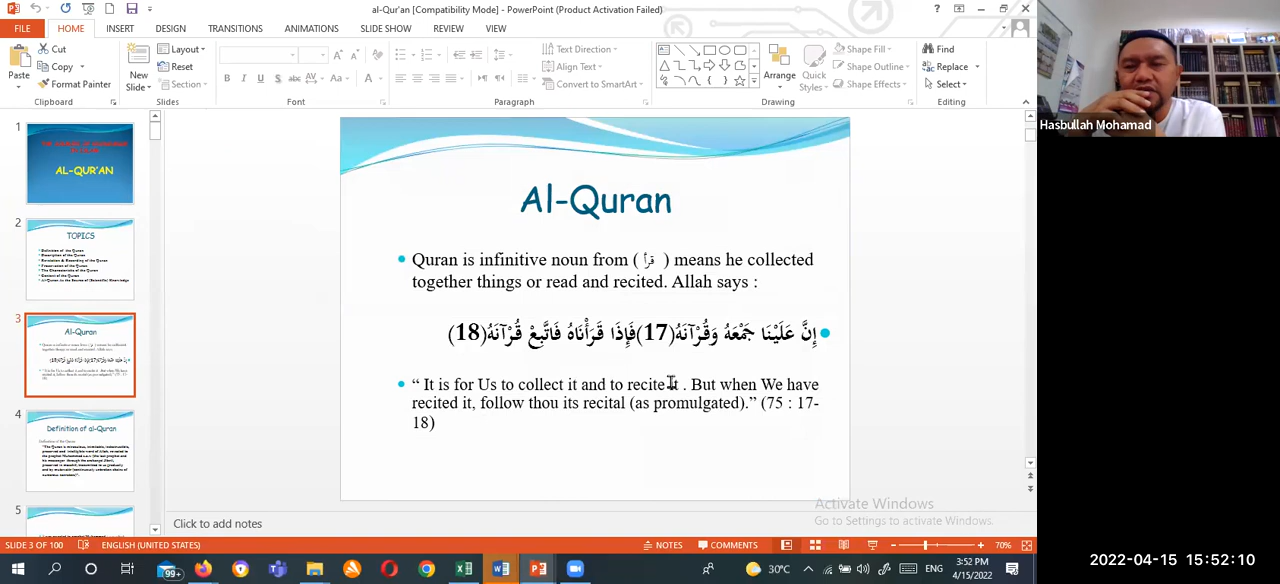 al-Qur'an [Compatibility Mode] - PowerPoint (Product Activation Failed)
FILE HOME INSERT DESIGN TRANSITIONS ANIMATIONS SLIDE SHOW REVIEW VIEW
Paste
Cut
Copy
Format Painter
Clipboard
New
Slide
Layout
Reset
Section
Slides
Font
Text Direction
Align Text
Convert to SmartArt
Paragraph
Arrange
Quick
Styles
Shape Fill
Shape Outline
Shape Effects
Drawing
Find
Replace
Select
Editing
Hasbullah Mohamad
1
AL-QUR'AN
2
TOPICS
3
Al-Quran
4
Definition of al-Quran
5
Al-Quran
Quran is infinitive noun from ( قرأ ) means he collected
together things or read and recited. Allah says :
إِنَّ عَلَيْنَا جَمْعَهُ وَقُرْآنَهُ(17)فَإِذَا قَرَأْنَاهُ فَاتَّبِعْ قُرْآنَهُ(18)
“ It is for Us to collect it and to recite it . But when We have
recited it, follow thou its recital (as promulgated).” (75 : 17-
18)
Activate Windows
Go to Settings to activate Windows.
Click to add notes
SLIDE 3 OF 100 ENGLISH (UNITED STATES) NOTES COMMENTS 70%
99+ 30°C ENG 3:52 PM
4/15/2022
2022-04-15 15:52:10